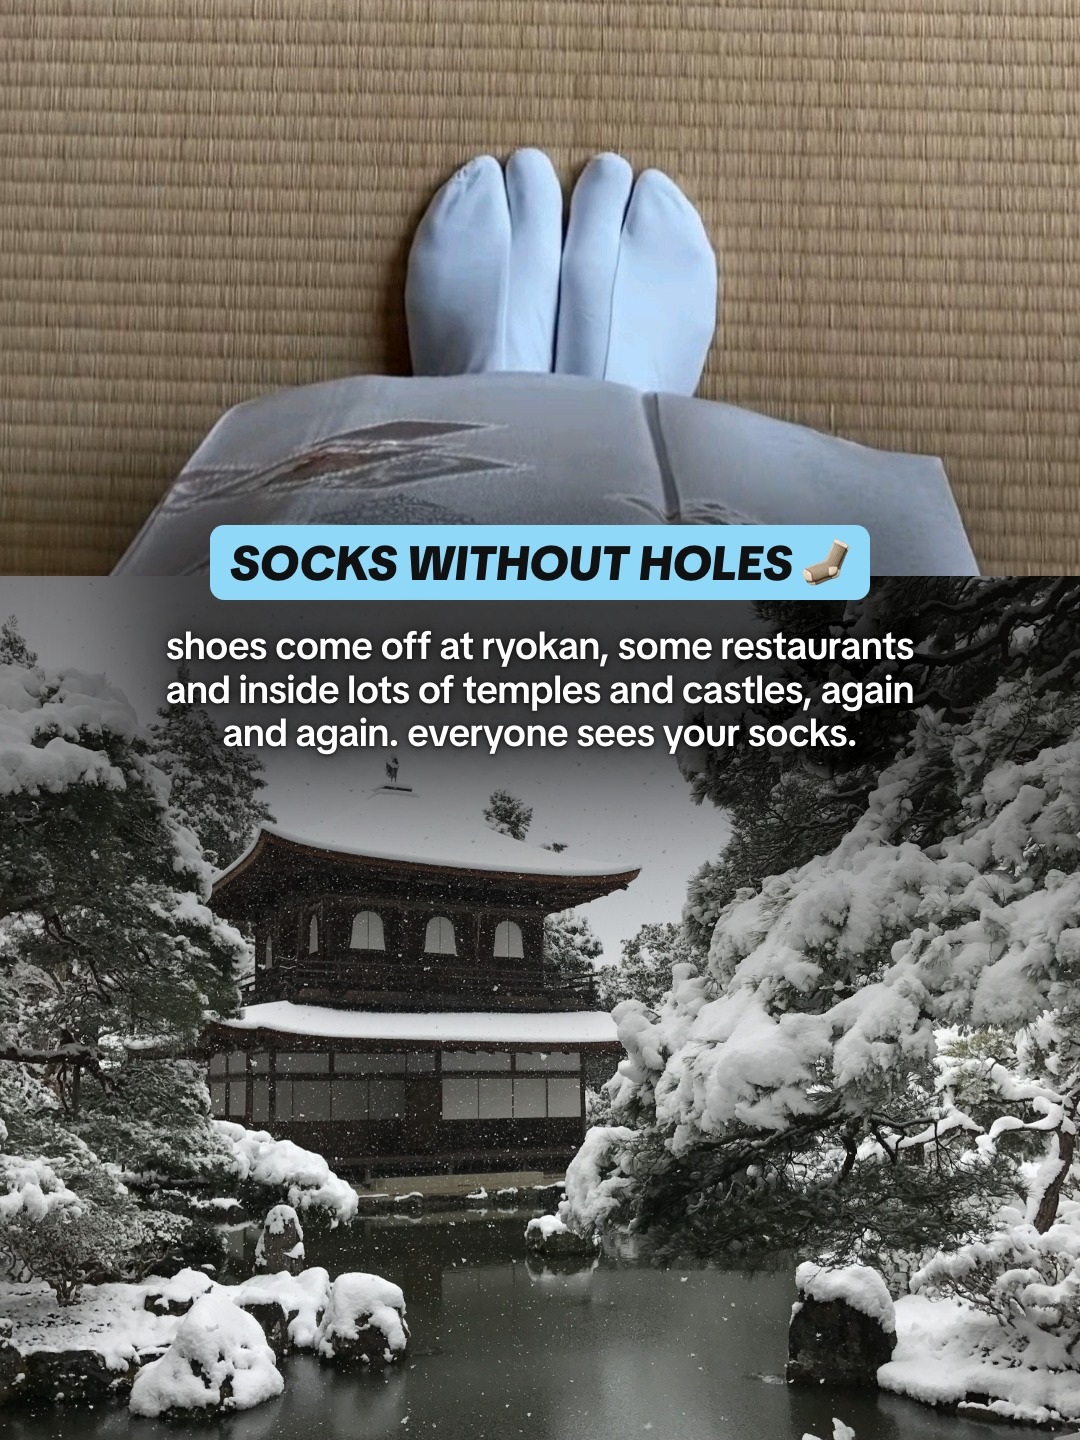 SOCKS WITHOUT HOLES 🧦
shoes come off at ryokan, some restaurants
and inside lots of temples and castles, again
and again. everyone sees your socks.